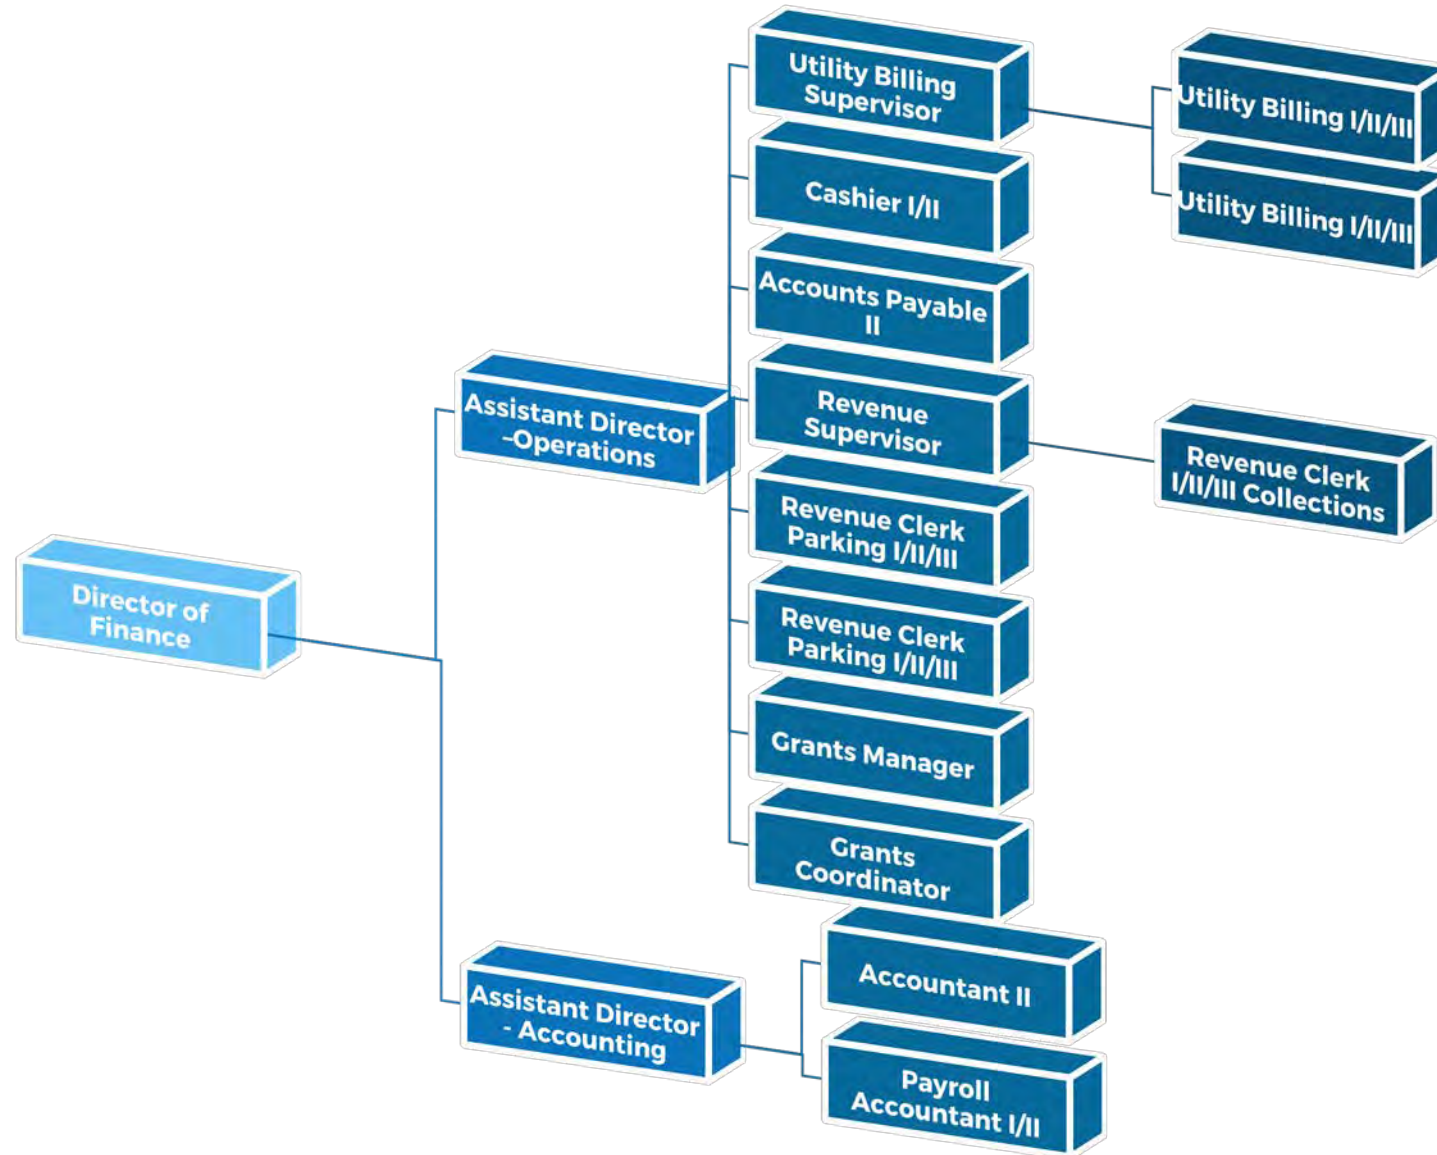 Utility Billing
Supervisor
Utility Billing I/II/III
Utility Billing I/II/III
Cashier I/II
Accounts Payable
II
Assistant Director
–Operations
Revenue
Supervisor
Revenue Clerk
I/II/III Collections
Revenue Clerk
Parking I/II/III
Director of
Finance
Revenue Clerk
Parking I/II/III
Grants Manager
Grants
Coordinator
Assistant Director
- Accounting
Accountant II
Payroll
Accountant I/II